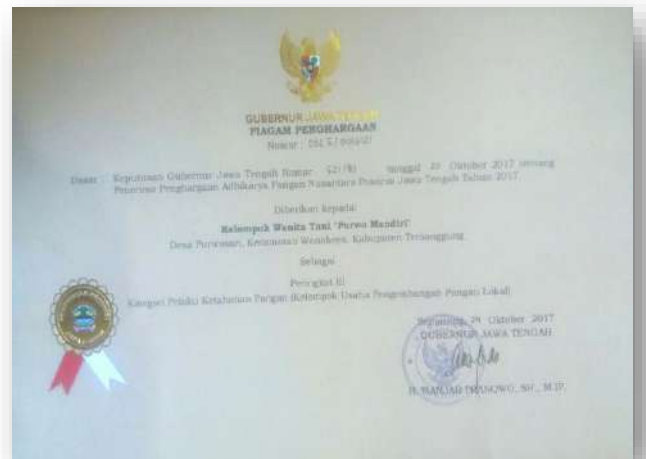 GUBERNUR JAWA TENGAH
PIAGAM PENGHARGAAN
Nomor :
Dasar : Keputusan Gubernur Jawa Tengah Nomor tanggal Oktober 2017 tentang
Penerima Penghargaan Adhikarya Pangan Nusantara Provinsi Jawa Tengah Tahun 2017
Diberikan kepada:
Kelompok Wanita Tani "Purwo Mandiri"
Desa Purwosari, Kecamatan Wonoboyo, Kabupaten Temanggung
Sebagai
Peringkat III
Kategori Pelaku Ketahanan Pangan (Kelompok Usaha Pengembangan Pangan Lokal)
Semarang, Oktober 2017
GUBERNUR JAWA TENGAH
H. GANJAR PRANOWO, SH., M.IP.